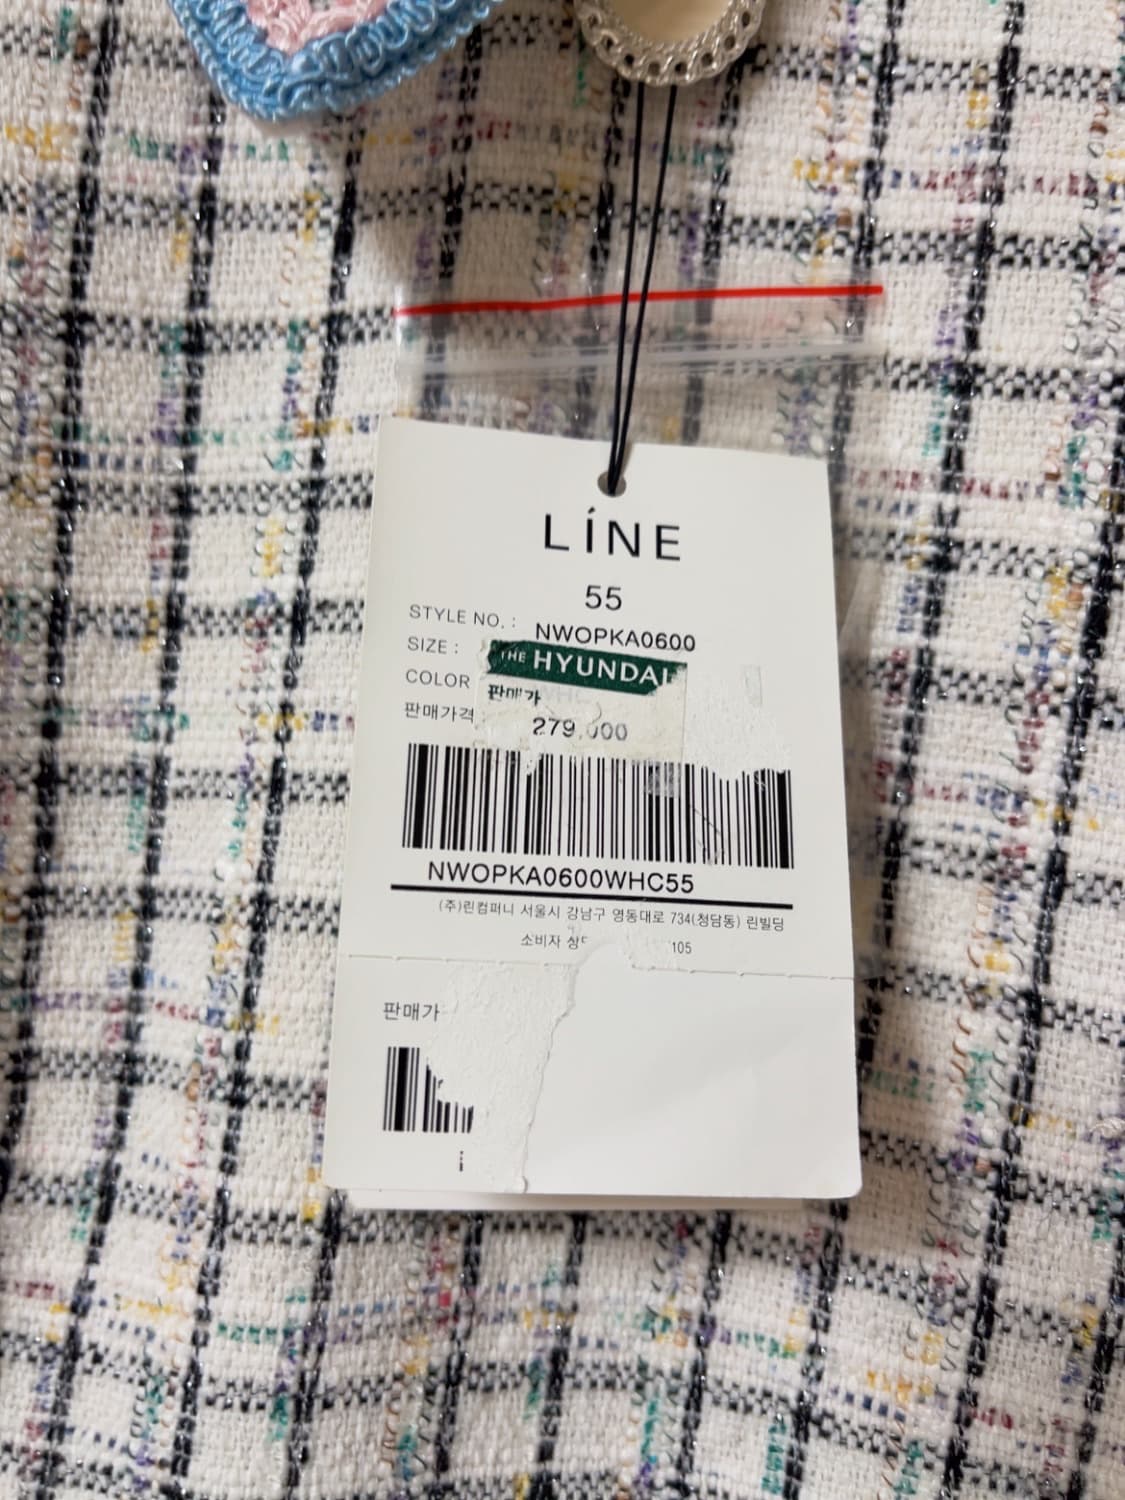 LÍNE
55
STYLE NO. : NWOPKA0600
SIZE :
THE HYUNDAI
COLOR
판매가
판매가격 279,000
NWOPKA0600WHC55
(주)린컴퍼니 서울시 강남구 영동대로 734(청담동) 린빌딩
소비자 105
판매가